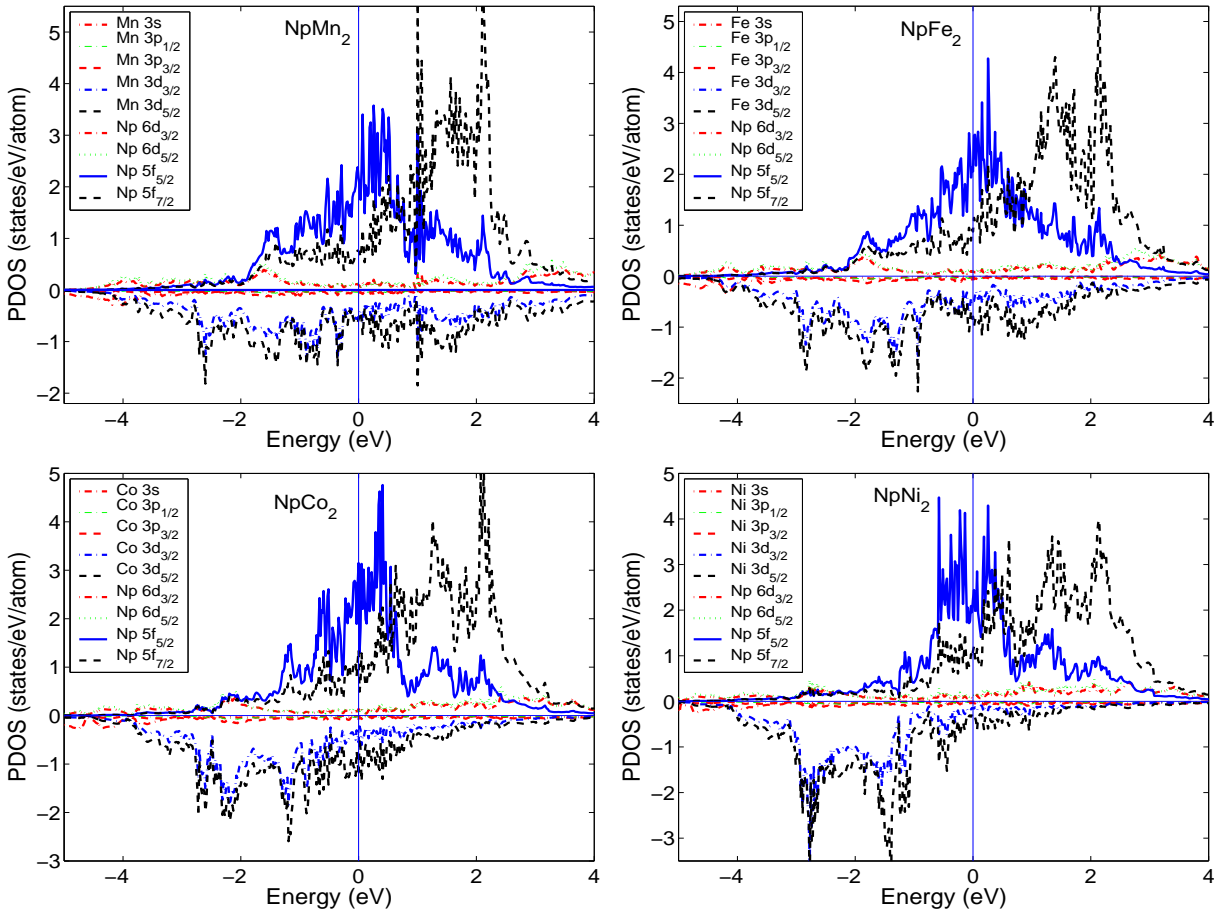 NpMn2
Mn 3s
Mn 3p1/2
Mn 3p3/2
Mn 3d3/2
Mn 3d5/2
Np 6d3/2
Np 6d5/2
Np 5f5/2
Np 5f7/2
PDOS (states/eV/atom)
5
4
3
2
1
0
−1
−2
−4
−2
0
2
4
Energy (eV)
NpFe2
Fe 3s
Fe 3p1/2
Fe 3p3/2
Fe 3d3/2
Fe 3d5/2
Np 6d3/2
Np 6d5/2
Np 5f5/2
Np 5f7/2
PDOS (states/eV/atom)
5
4
3
2
1
0
−1
−2
−4
−2
0
2
4
Energy (eV)
NpCo2
Co 3s
Co 3p1/2
Co 3p3/2
Co 3d3/2
Co 3d5/2
Np 6d3/2
Np 6d5/2
Np 5f5/2
Np 5f7/2
PDOS (states/eV/atom)
5
4
3
2
1
0
−1
−2
−3
−4
−2
0
2
4
Energy (eV)
NpNi2
Ni 3s
Ni 3p1/2
Ni 3p3/2
Ni 3d3/2
Ni 3d5/2
Np 6d3/2
Np 6d5/2
Np 5f5/2
Np 5f7/2
PDOS (states/eV/atom)
5
4
3
2
1
0
−1
−2
−3
−4
−2
0
2
4
Energy (eV)